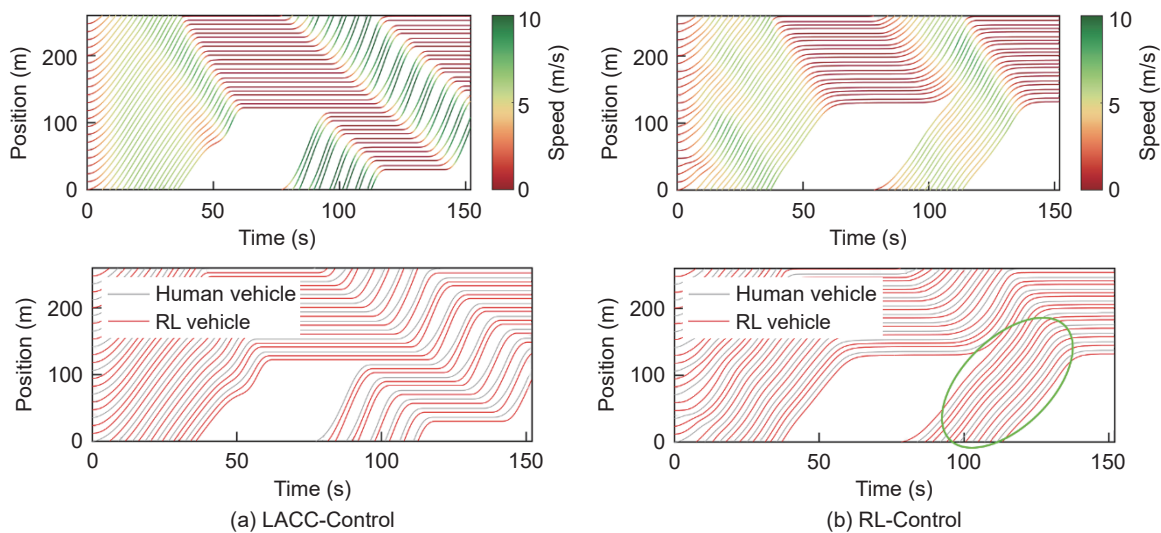 Position (m)
200
100
0
0
50
100
150
Time (s)
10
5
0
Speed (m/s)
Position (m)
200
100
0
0
50
100
150
Time (s)
10
5
0
Speed (m/s)
Position (m)
200
100
0
Human vehicle
RL vehicle
0
50
100
150
Time (s)
(a) LACC-Control
Position (m)
200
100
0
Human vehicle
RL vehicle
0
50
100
150
Time (s)
(b) RL-Control